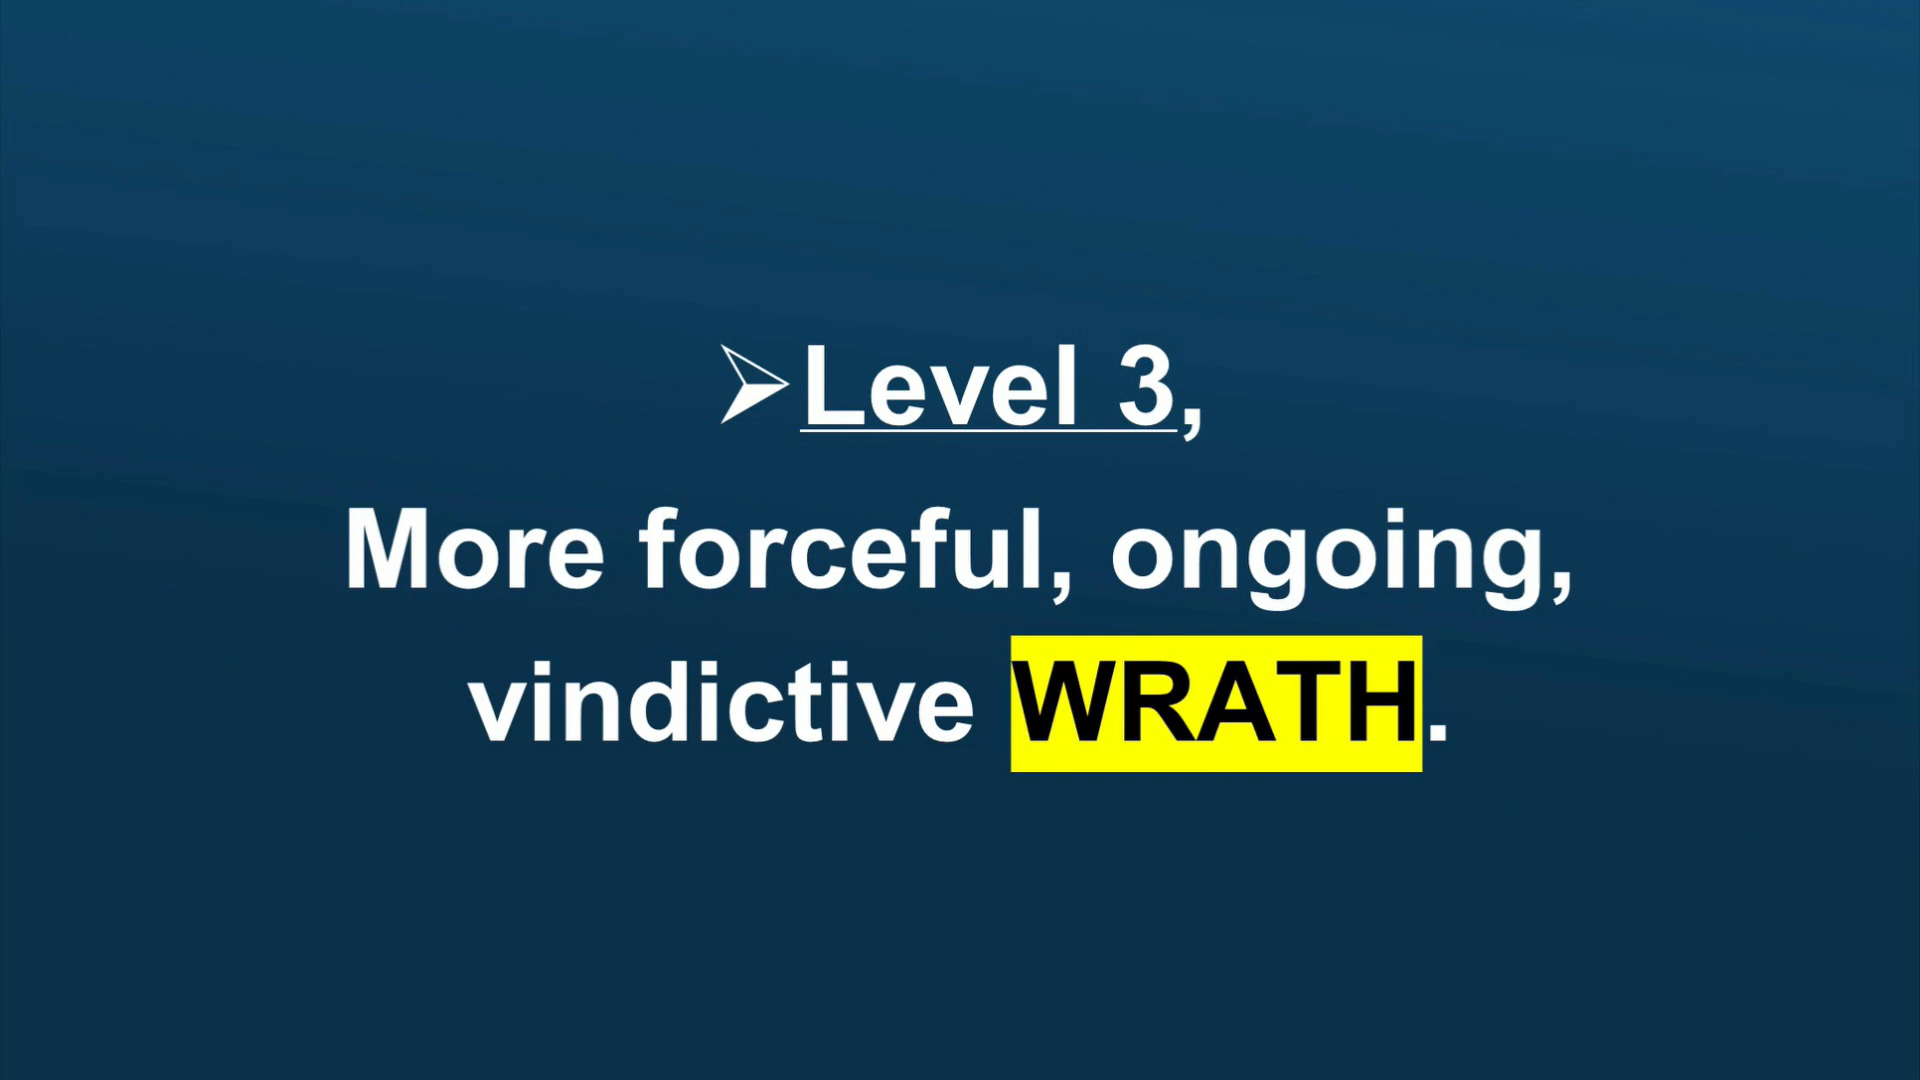 ➢Level 3,
More forceful, ongoing,
vindictive WRATH.